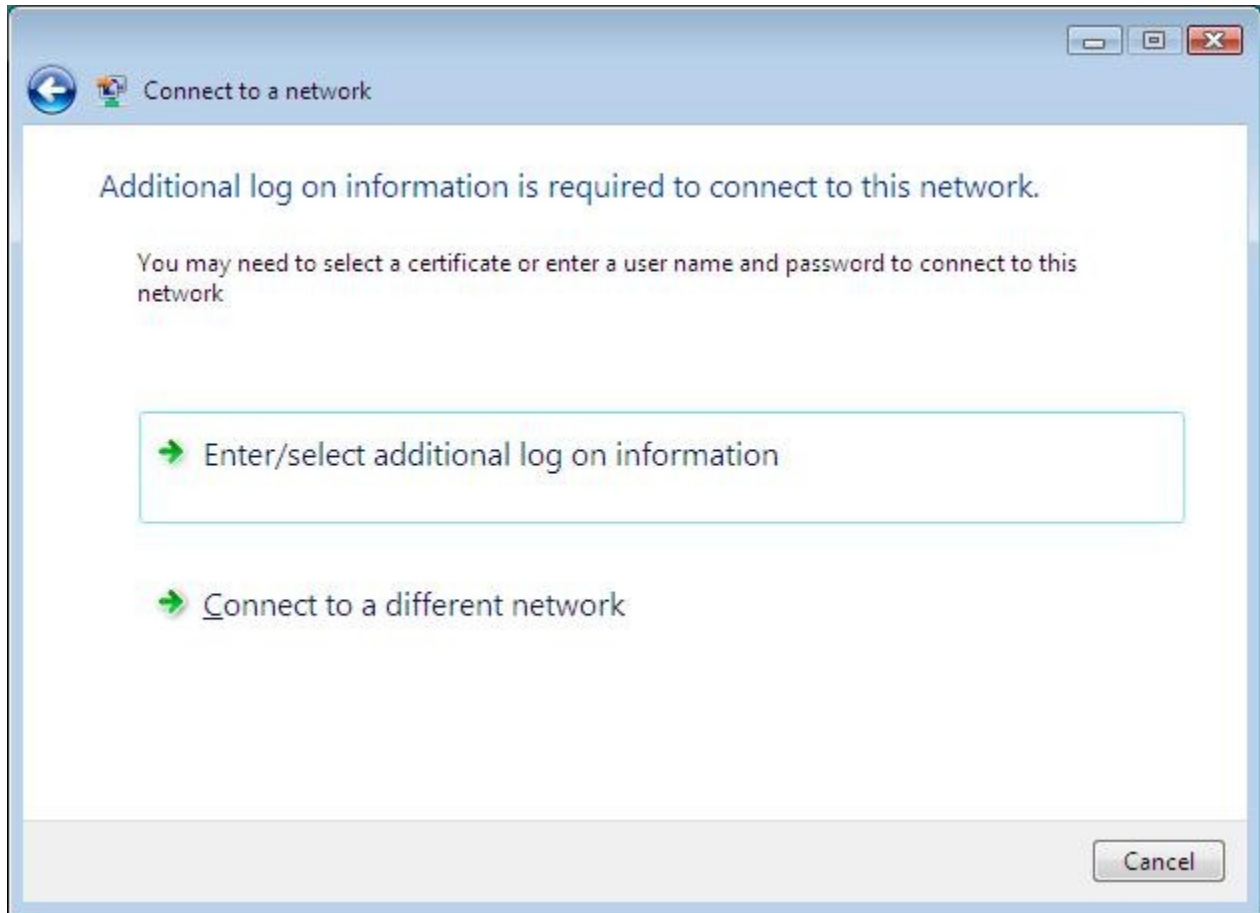 Connect to a network
Additional log on information is required to connect to this network.
You may need to select a certificate or enter a user name and password to connect to this
network
Enter/select additional log on information
Connect to a different network
Cancel